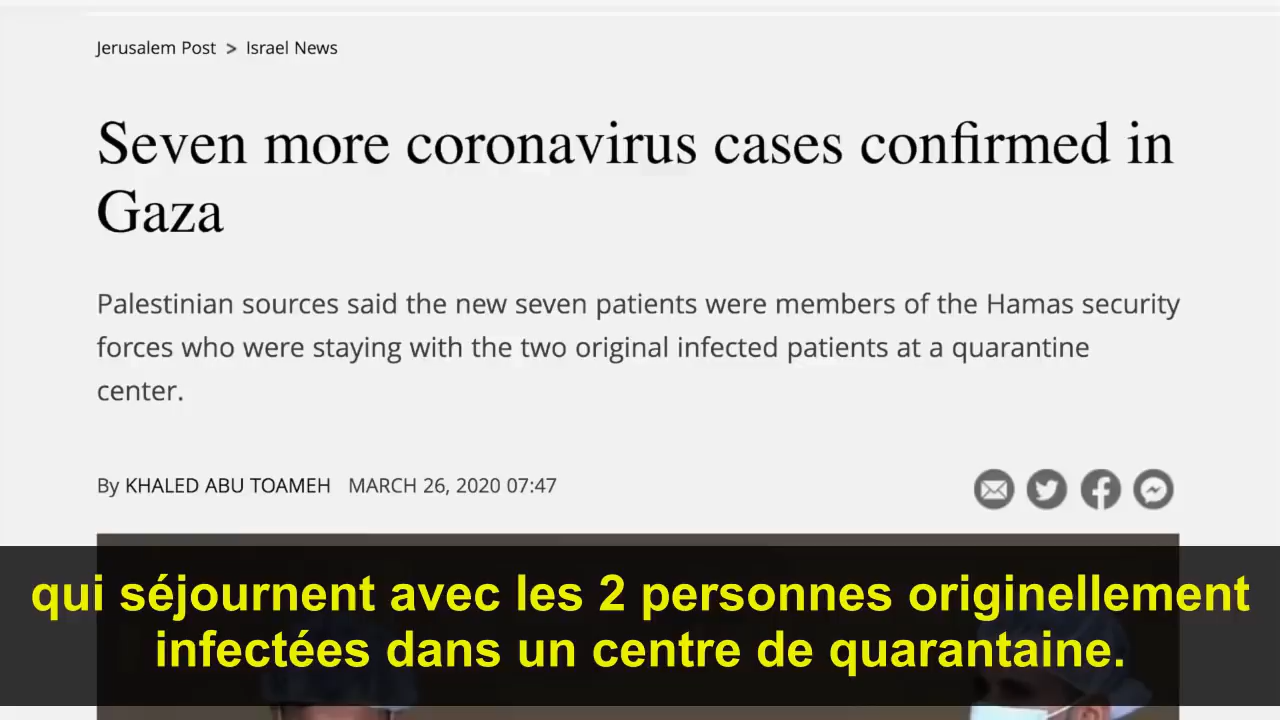 Jerusalem Post > Israel News
Seven more coronavirus cases confirmed in
Gaza
Palestinian sources said the new seven patients were members of the Hamas security
forces who were staying with the two original infected patients at a quarantine
center.
By KHALED ABU TOAMEH MARCH 26, 2020 07:47
qui séjournent avec les 2 personnes originellement
infectées dans un centre de quarantaine.